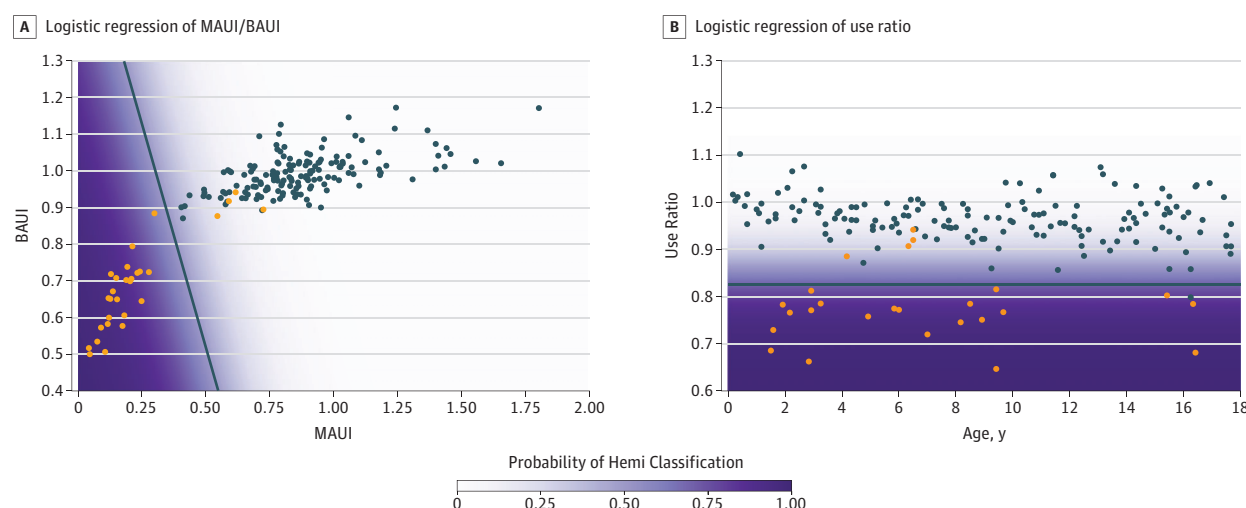 A Logistic regression of MAUI/BAUI
1.3
1.2
1.1
1.0
0.9
0.8
0.7
0.6
0.5
0.4
BAUI
0 0.25 0.50 0.75 1.00 1.25 1.50 1.75 2.00
MAUI
B Logistic regression of use ratio
1.3
1.2
1.1
1.0
0.9
0.8
0.7
0.6
Use Ratio
0 2 4 6 8 10 12 14 16 18
Age, y
Probability of Hemi Classification
0 0.25 0.50 0.75 1.00